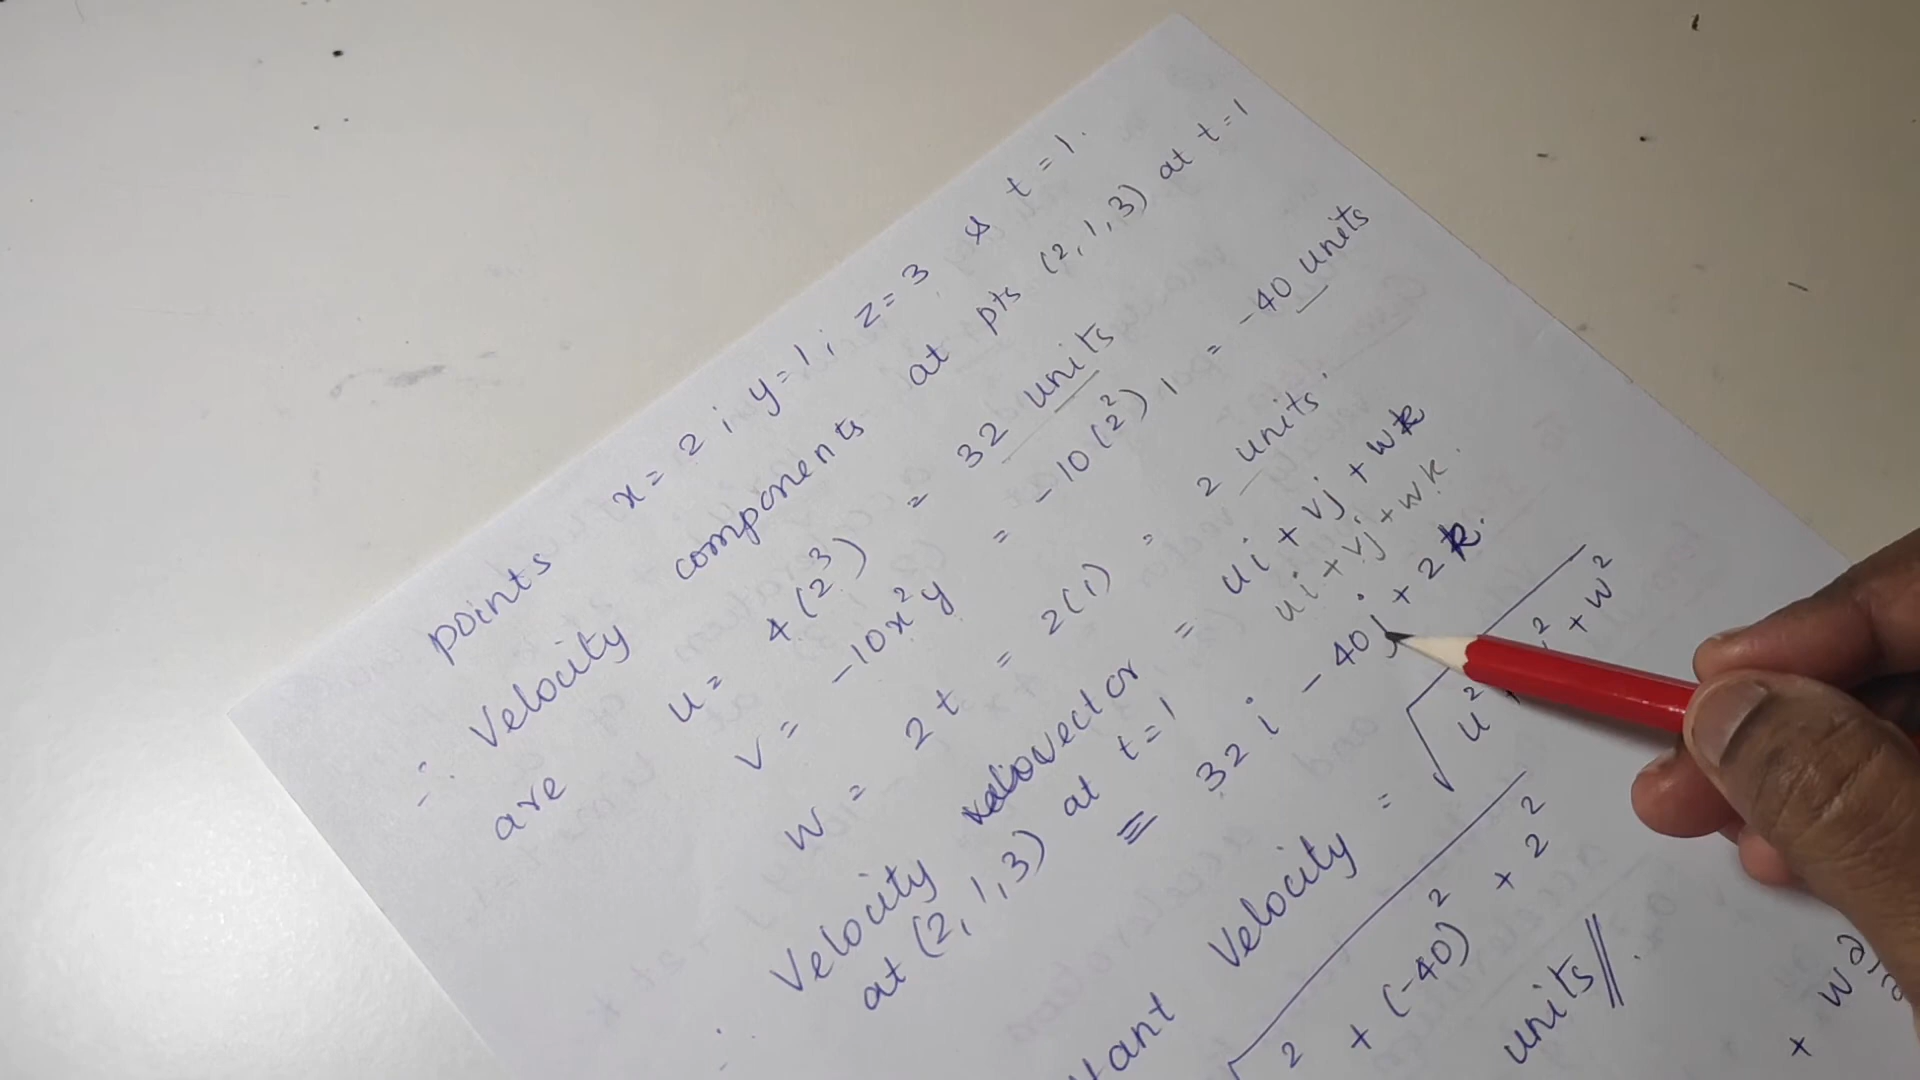 points x = 2 ; y = 1 ; z = 3 & t = 1.
∴ Velocity components at pts (2, 1, 3) at t = 1
are u = 4(2³) = 32 units
v = -10x²y = -10(2²) 1 = -40 units
w = 2t = 2(1) = 2 units.
∴ Velocity vector = ui + vj + wk
at (2, 1, 3) at t = 1 ui + vj + wk.
≡ 32 i - 40j + 2k.
Velocity = √ u² + w²
² + (-40)² + 2²
units //.
+ w ∂